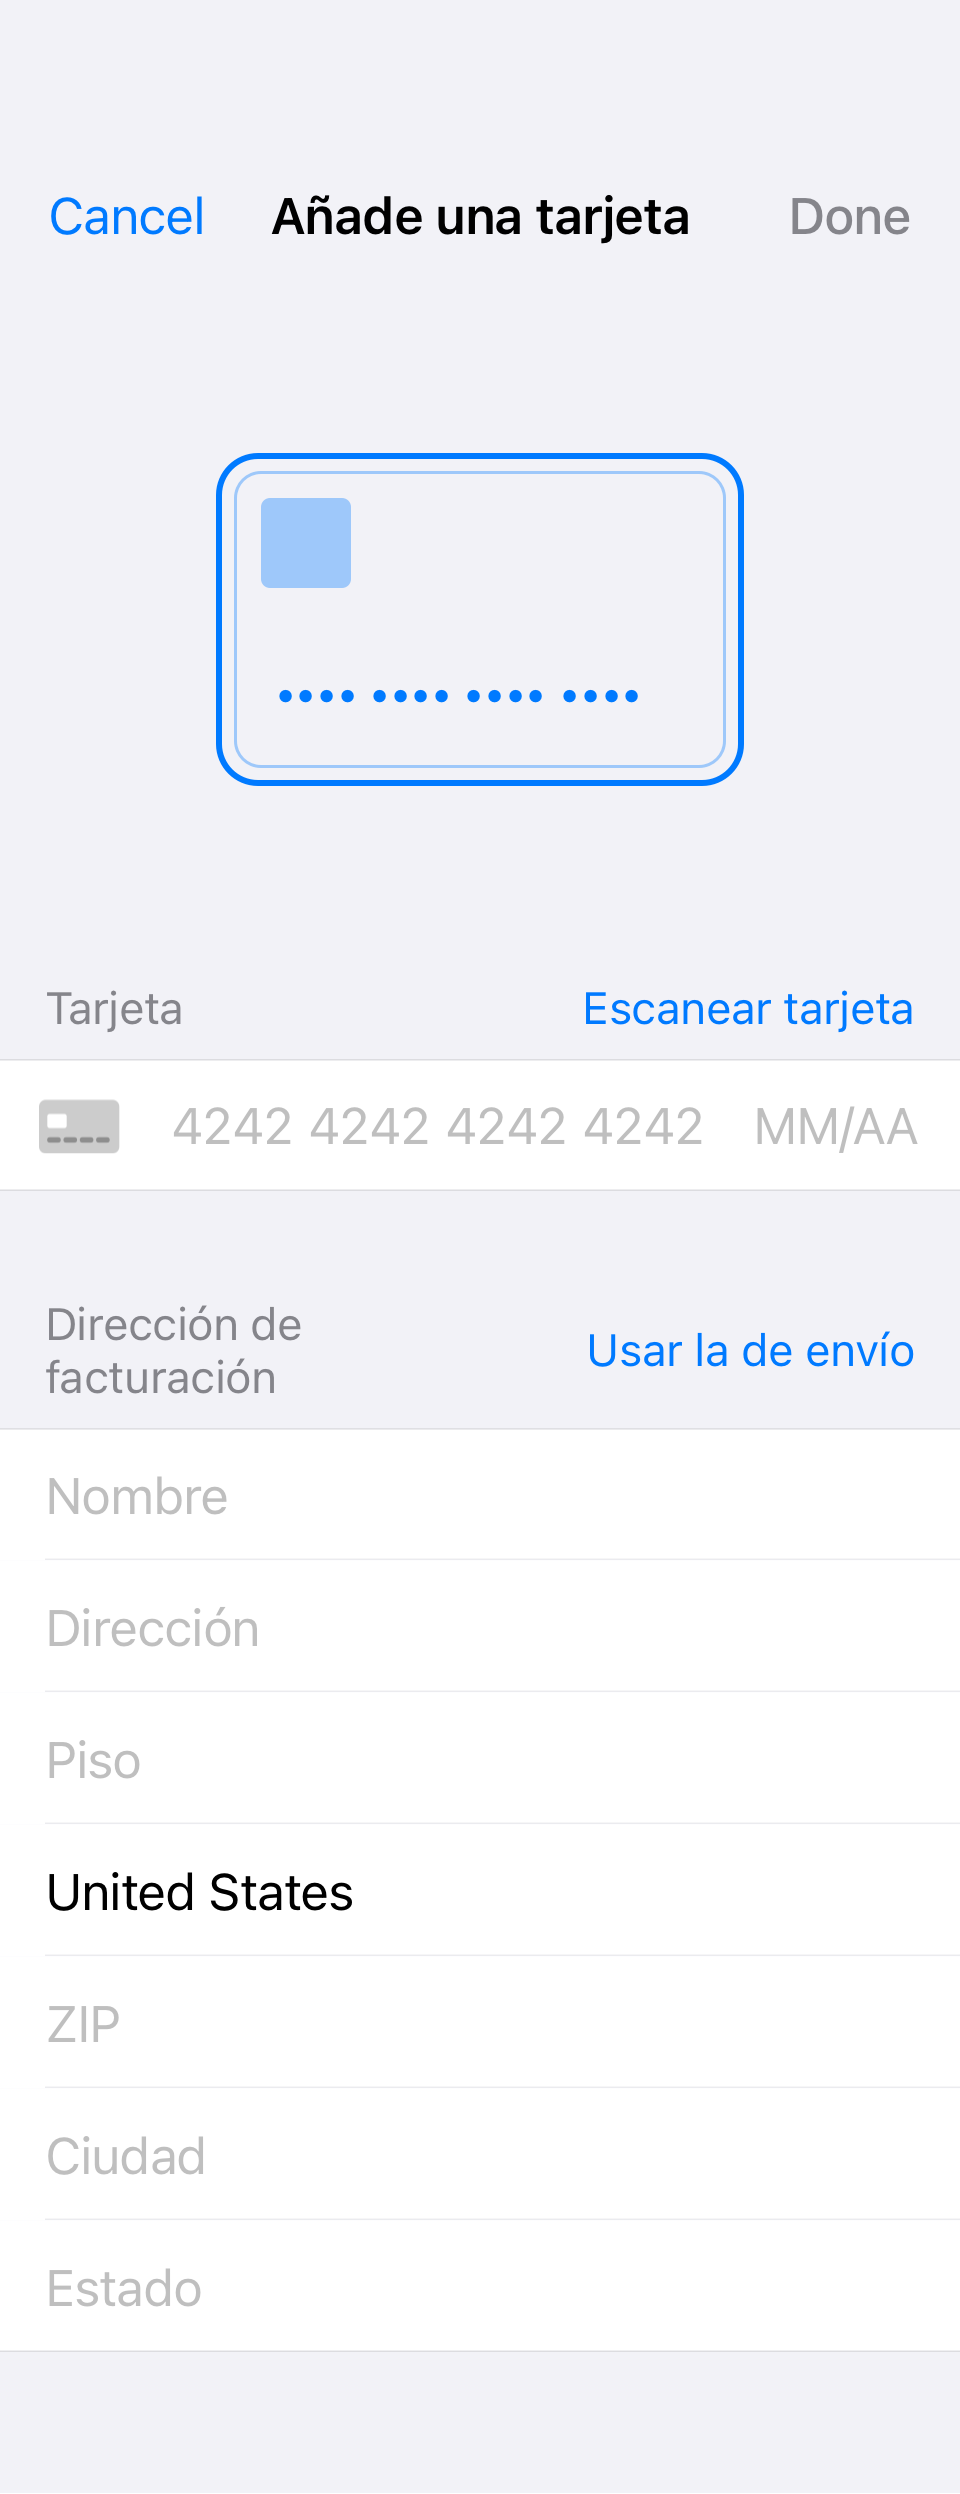 Cancel Añade una tarjeta Done
•••• •••• •••• ••••
Tarjeta Escanear tarjeta
4242 4242 4242 4242 MM/AA
Dirección de
facturación
Usar la de envío
Nombre
Dirección
Piso
United States
ZIP
Ciudad
Estado